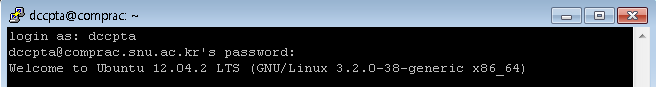 dccpta@comprac: ~
login as: dccpta
dccpta@comprac.snu.ac.kr's password:
Welcome to Ubuntu 12.04.2 LTS (GNU/Linux 3.2.0-38-generic x86_64)